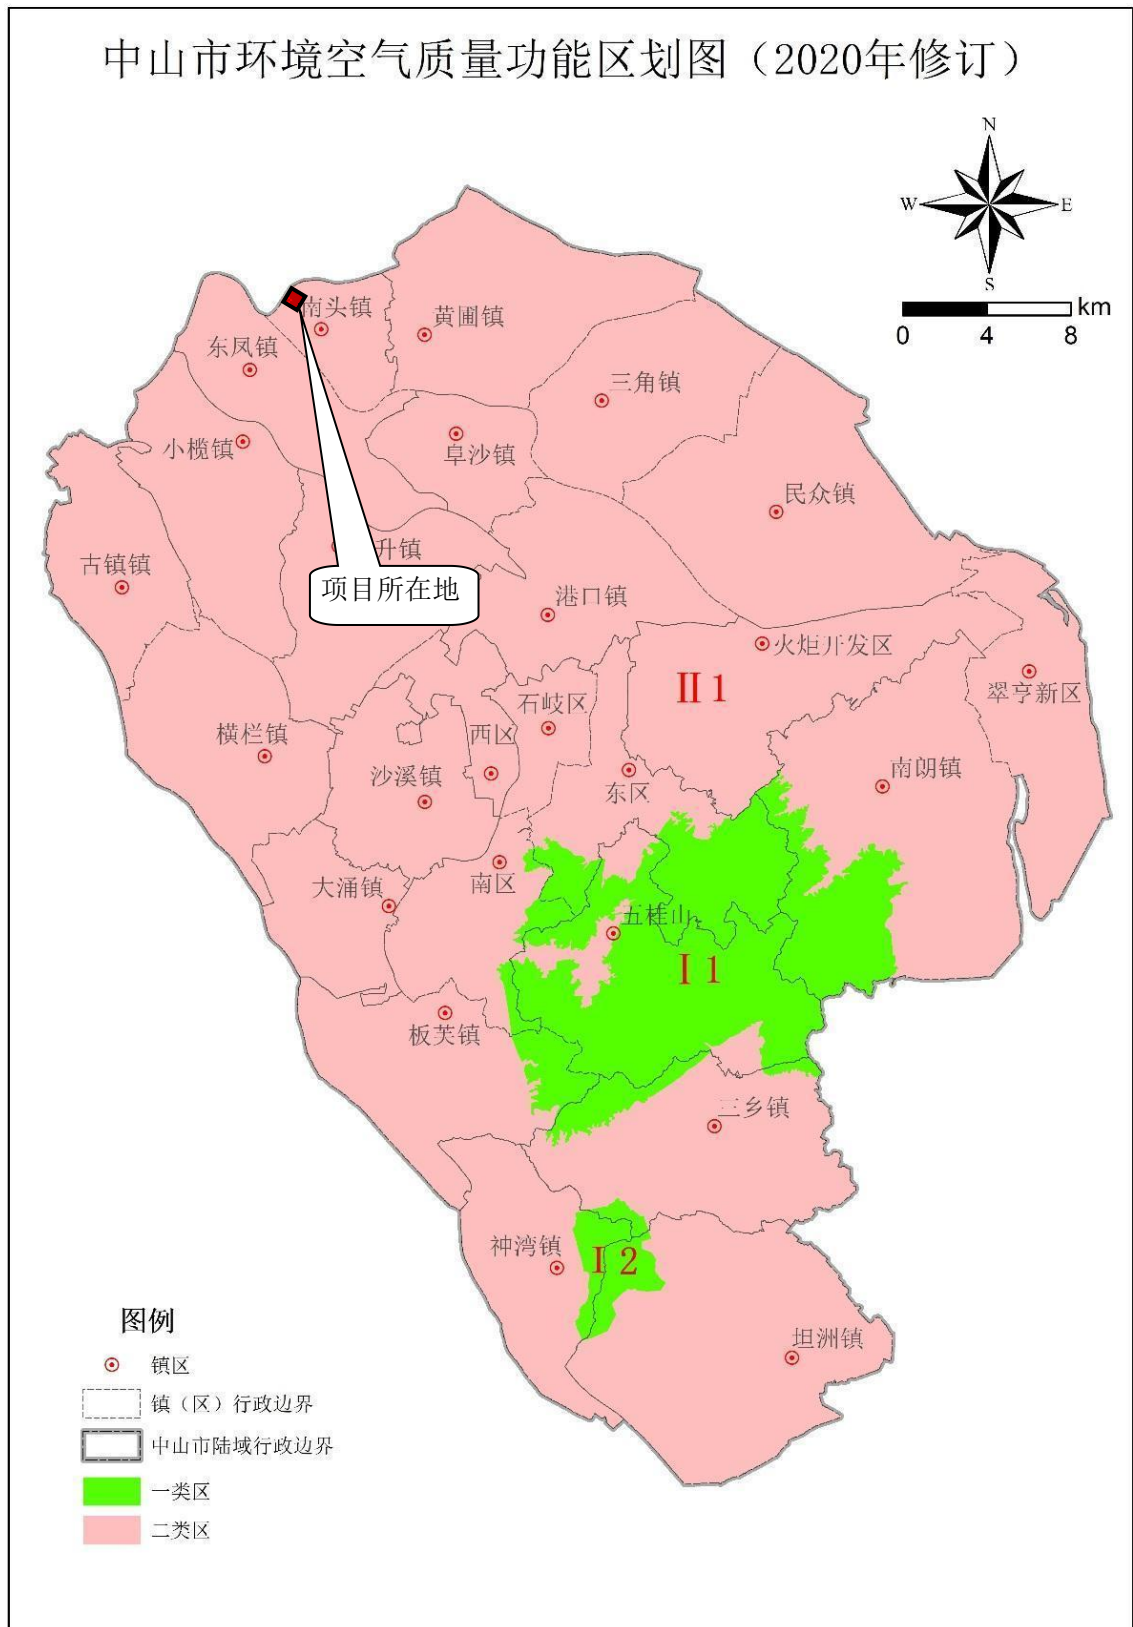 中山市环境空气质量功能区划图（2020年修订）
N
W
E
S
km
0 4 8
南头镇
黄圃镇
东凤镇
三角镇
小榄镇
阜沙镇
民众镇
升镇
古镇镇
项目所在地
港口镇
火炬开发区
II 1
翠亨新区
石岐区
横栏镇
西区
沙溪镇
东区
南朗镇
南区
大涌镇
五桂山
I 1
板芙镇
三乡镇
神湾镇
I 2
坦洲镇
图例
镇区
镇（区）行政边界
中山市陆域行政边界
一类区
二类区